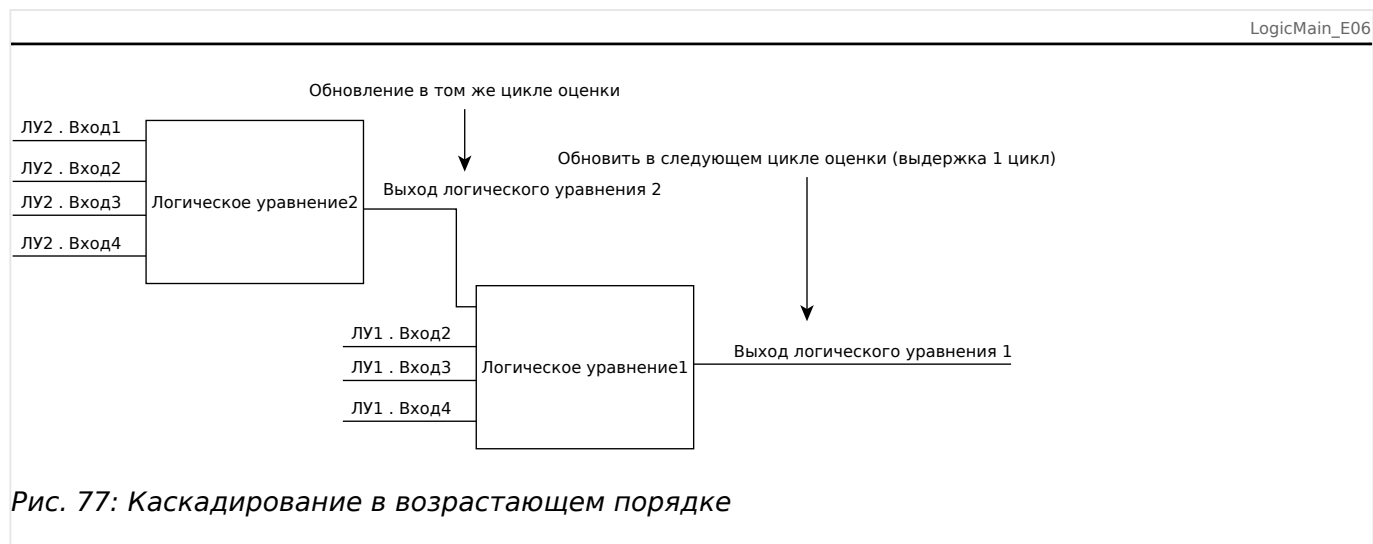 LogicMain_E06
Обновление в том же цикле оценки
ЛУ2 . Вход1
Обновить в следующем цикле оценки (выдержка 1 цикл)
ЛУ2 . Вход2
Выход логического уравнения 2
ЛУ2 . Вход3
Логическое уравнение2
ЛУ2 . Вход4
ЛУ1 . Вход2
Выход логического уравнения 1
ЛУ1 . Вход3
Логическое уравнение1
ЛУ1 . Вход4
Рис. 77: Каскадирование в возрастающем порядке